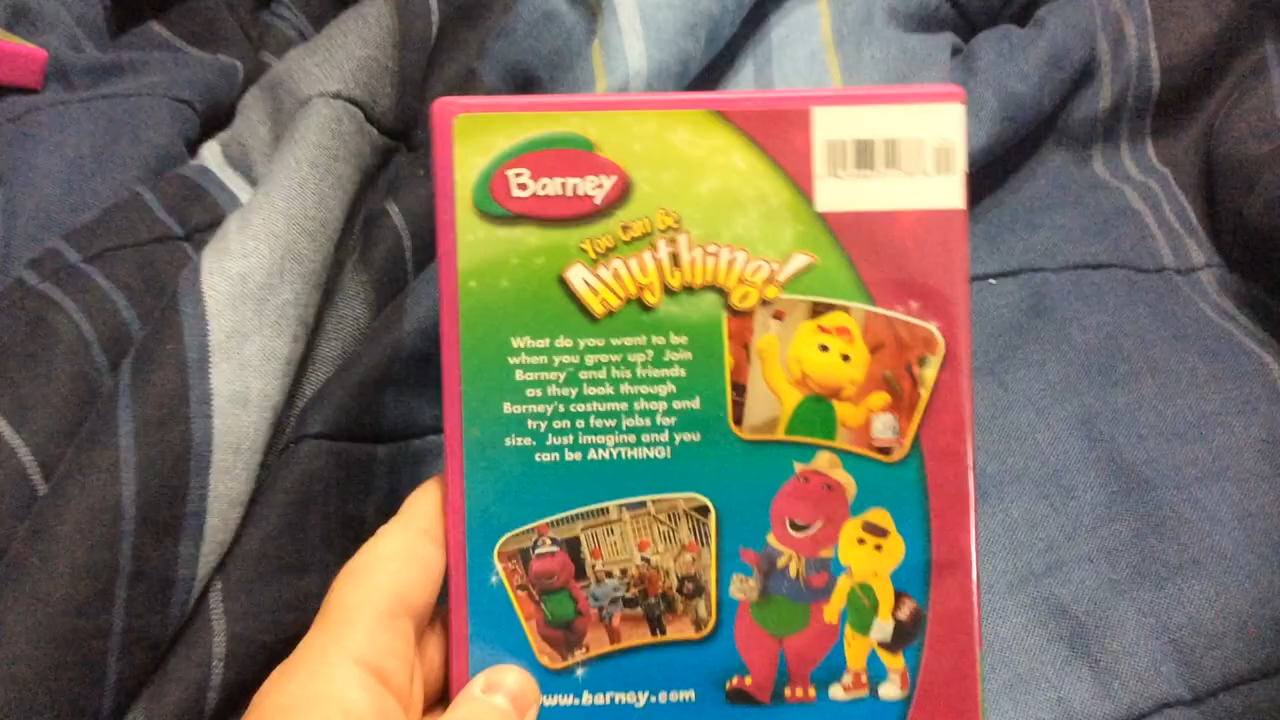 Barney
You Can Be
Anything!
What do you want to be
when you grow up? Join
Barney™ and his friends
as they look through
Barney's costume shop and
try on a few jobs for
size. Just imagine and you
can be ANYTHING!
www.barney.com